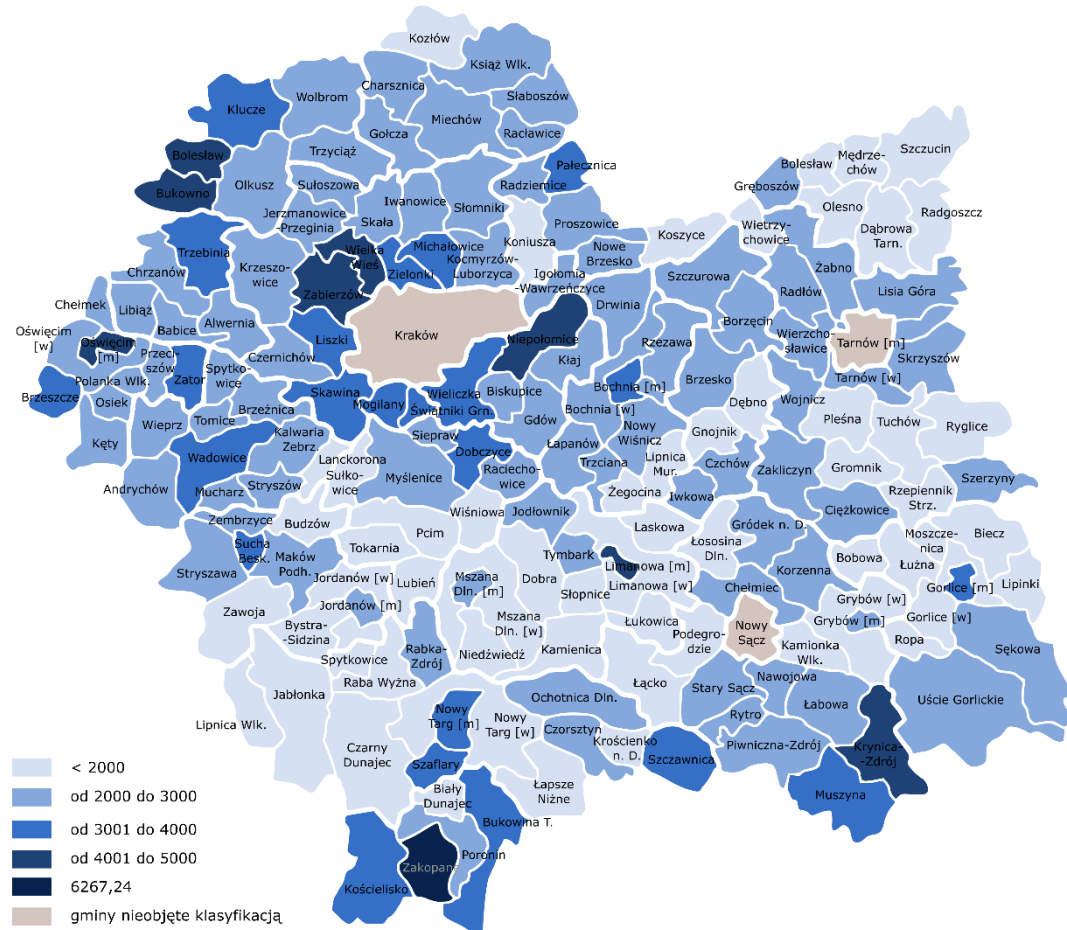 Kozłów
Książ Wlk.
Charsznica
Wolbrom
Klucze
Słaboszów
Miechów
Racławice
Gołcza
Trzyciąż
Bolesław
Bukowno
Olkusz
Sułoszowa
Pałecznica
Radziemice
Bolesław
Mędrze-
chów
Szczucin
Gręboszów
Iwanowice
Słomniki
Jerzmanowice
-Przeginia
Skała
Proszowice
Olesno
Radgoszcz
Dąbrowa
Tarn.
Wietrzy-
chowice
Koniusza
Koszyce
Nowe
Brzesko
Michałowice
Kocmyrzów-
Luborzyca
Wielka
Wieś
Zielonki
Trzebinia
Chrzanów
Krzeszo-
wice
Zabierzów
Igołomia
-Wawrzeńczyce
Szczurowa
Żabno
Radłów
Lisia Góra
Chełmek
Libiąż
Babice
Alwernia
Drwinia
Borzęcin
Wierzcho-
sławice
Tarnów [m]
Kraków
Liszki
Czernichów
Niepołomice
Rzezawa
Oświęcim
[w]
Oświęcim
[m]
Przeci-
szów
Spytko-
wice
Zator
Polanka Wlk.
Brzeszcze
Osiek
Kłaj
Skrzyszów
Tarnów [w]
Brzesko
Bochnia [m]
Skawina
Mogilany
Wieliczka
Świątniki Grn.
Biskupice
Wojnicz
Dębno
Bochnia [w]
Gdów
Brzeźnica
Tomice
Wieprz
Kęty
Kalwaria
Zebrz.
Siepraw
Nowy
Wiśnicz
Gnojnik
Pleśna
Tuchów
Ryglice
Łapanów
Dobczyce
Wadowice
Lanckorona
Sułko-
wice
Myślenice
Raciecho-
wice
Trzciana
Lipnica
Mur.
Czchów
Zakliczyn
Gromnik
Szerzyny
Rzepiennik
Strz.
Andrychów
Mucharz
Stryszów
Żegocina
Iwkowa
Ciężkowice
Wiśniowa
Jodłownik
Zembrzyce
Budzów
Pcim
Laskowa
Gródek n. D.
Moszcze-
nica
Biecz
Łososina
Dln.
Tokarnia
Sucha
Besk.
Maków
Podh.
Stryszawa
Tymbark
Limanowa [m]
Bobowa
Łużna
Korzenna
Jordanów [w]
Lubień
Mszana
Dln. [m]
Dobra
Limanowa [w]
Słopnice
Chełmiec
Gorlice [m]
Lipinki
Grybów [w]
Zawoja
Jordanów [m]
Bystra-
-Sidzina
Mszana
Dln. [w]
Łukowica
Podegro-
dzie
Nowy
Sącz
Grybów [m]
Gorlice [w]
Ropa
Kamionka
Wlk.
Sękowa
Spytkowice
Rabka-
Zdrój
Niedźwiedź
Kamienica
Raba Wyżna
Łącko
Nawojowa
Jabłonka
Ochotnica Dln.
Stary Sącz
Łabowa
Uście Gorlickie
Rytro
Lipnica Wlk.
Nowy
Targ [m]
Nowy
Targ [w]
Czorsztyn
Krościenko
n. D.
Szczawnica
Piwniczna-Zdrój
Krynica-
-Zdrój
Czarny
Dunajec
Szaflary
Biały
Dunajec
Łapsze
Niżne
Muszyna
Bukowina T.
Poronin
Zakopane
Kościelisko
< 2000
od 2000 do 3000
od 3001 do 4000
od 4001 do 5000
6267,24
gminy nieobjęte klasyfikacją